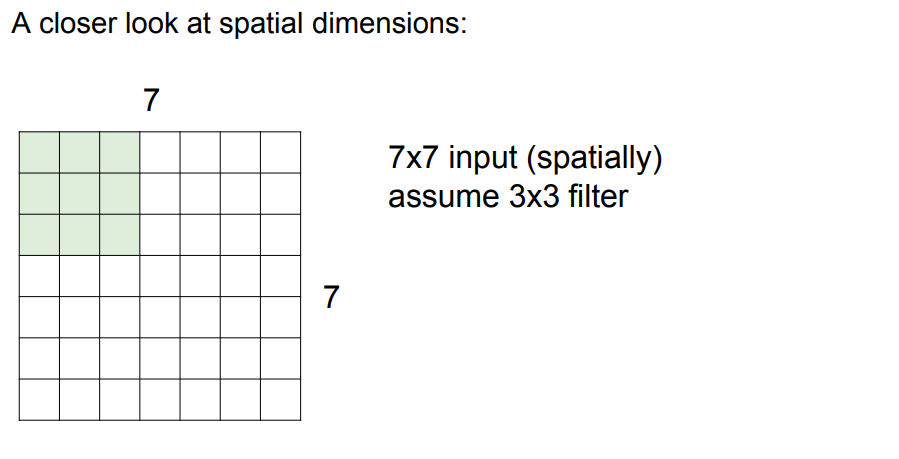 A closer look at spatial dimensions:
7
7x7 input (spatially)
assume 3x3 filter
7